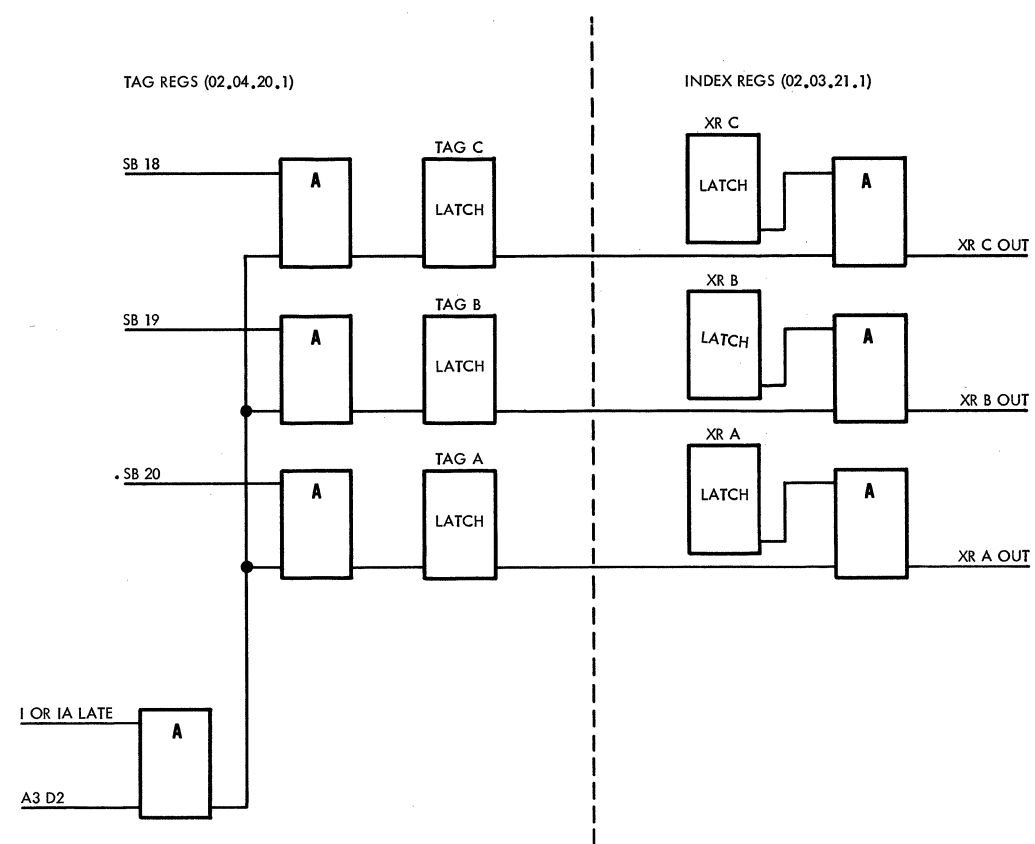 TAG REGS (02.04.20.1)
INDEX REGS (02.03.21.1)
XR C
TAG C
SB 18
A
LATCH
LATCH
A
XR C OUT
XR B
TAG B
SB 19
A
LATCH
LATCH
A
XR B OUT
XR A
TAG A
SB 20
A
LATCH
LATCH
A
XR A OUT
I OR IA LATE
A
A3 D2